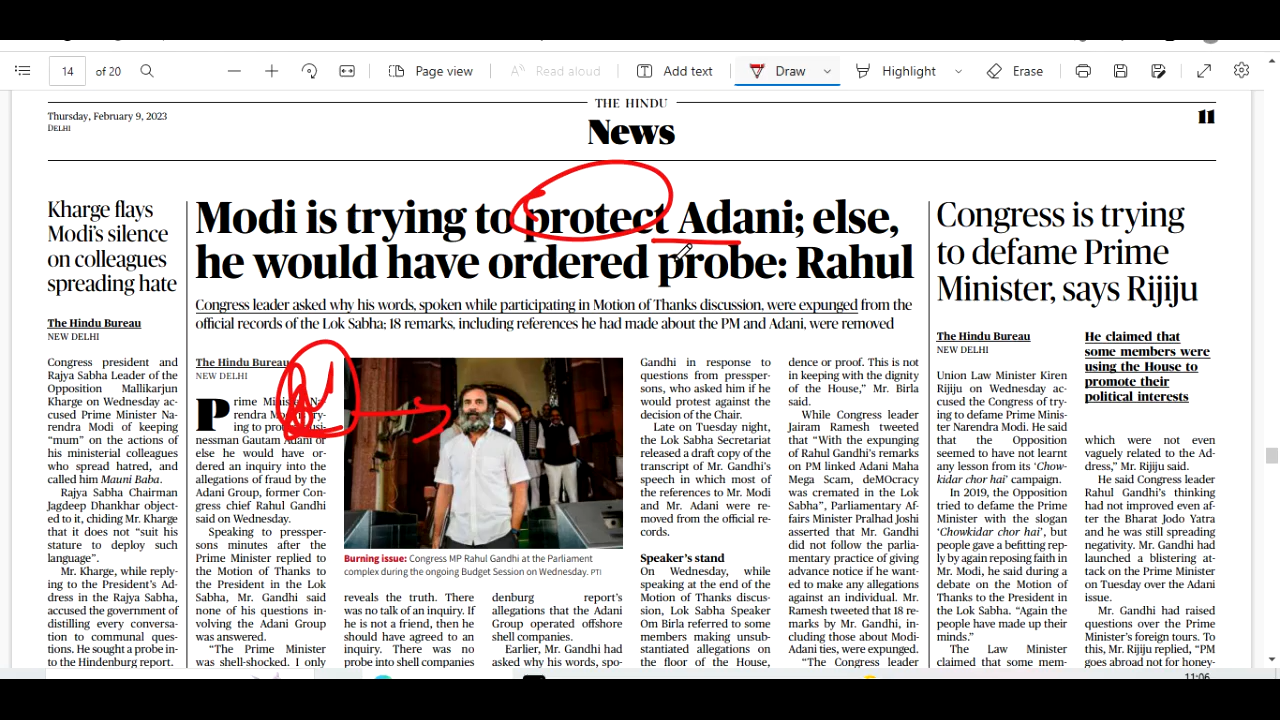 14
of 20
Page view
Read aloud
Add text
Draw
Highlight
Erase
THE HINDU
Thursday, February 9, 2023
DELHI
News
11
Kharge flays
Modi's silence
on colleagues
spreading hate
The Hindu Bureau
NEW DELHI
Congress president and
Rajya Sabha Leader of the
Opposition Mallikarjun
Kharge on Wednesday ac-
cused Prime Minister Na-
rendra Modi of keeping
“mum” on the actions of
his ministerial colleagues
who spread hatred, and
called him Mauni Baba.
Rajya Sabha Chairman
Jagdeep Dhankhar object-
ed to it, chiding Mr. Kharge
that it does not “suit his
stature to deploy such
language”.
Mr. Kharge, while reply-
ing to the President's Ad-
dress in the Rajya Sabha,
accused the government of
distilling every conversa-
tion to communal ques-
tions. He sought a probe in-
to the Hindenburg report.
Modi is trying to protect Adani; else,
he would have ordered probe: Rahul
Congress leader asked why his words, spoken while participating in Motion of Thanks discussion, were expunged from the
official records of the Lok Sabha; 18 remarks, including references he had made about the PM and Adani, were removed
The Hindu Bureau
NEW DELHI
Prime Minister Na-
rendra Modi try-
ing to busi-
nessman Gautam Adani or
else he would have or-
dered an inquiry into the
allegations of fraud by the
Adani Group, former Con-
gress chief Rahul Gandhi
said on Wednesday.
Speaking to pressper-
sons minutes after the
Prime Minister replied to
the Motion of Thanks to
the President in the Lok
Sabha, Mr. Gandhi said
none of his questions in-
volving the Adani Group
was answered.
“The Prime Minister
was shell-shocked. I only
Burning issue: Congress MP Rahul Gandhi at the Parliament
complex during the ongoing Budget Session on Wednesday. PTI
reveals the truth. There
was no talk of an inquiry. If
he is not a friend, then he
should have agreed to an
inquiry. There was no
probe into shell companies
denburg report's
allegations that the Adani
Group operated offshore
shell companies.
Earlier, Mr. Gandhi had
asked why his words, spo-
Gandhi in response to
questions from pressper-
sons, who asked him if he
would protest against the
decision of the Chair.
Late on Tuesday night,
the Lok Sabha Secretariat
released a draft copy of the
transcript of Mr. Gandhi's
speech in which most of
the references to Mr. Modi
and Mr. Adani were re-
moved from the official re-
cords.
Speaker's stand
On Wednesday, while
speaking at the end of the
Motion of Thanks discus-
sion, Lok Sabha Speaker
Om Birla referred to some
members making unsub-
stantiated allegations on
the floor of the House,
dence or proof. This is not
in keeping with the dignity
of the House,” Mr. Birla
said.
While Congress leader
Jairam Ramesh tweeted
that “With the expunging
of Rahul Gandhi's remarks
on PM linked Adani Maha
Mega Scam, deMOcracy
was cremated in the Lok
Sabha”, Parliamentary Af-
fairs Minister Pralhad Joshi
asserted that Mr. Gandhi
did not follow the parlia-
mentary practice of giving
advance notice if he want-
ed to make any allegations
against an individual. Mr.
Ramesh tweeted that 18 re-
marks by Mr. Gandhi, in-
cluding those about Modi-
Adani ties, were expunged.
“The Congress leader
Congress is trying
to defame Prime
Minister, says Rijiju
The Hindu Bureau
NEW DELHI
Union Law Minister Kiren
Rijiju on Wednesday ac-
cused the Congress of try-
ing to defame Prime Minis-
ter Narendra Modi. He said
that the Opposition
seemed to have not learnt
any lesson from its ‘Chow-
kidar chor hai’ campaign.
In 2019, the Opposition
tried to defame the Prime
Minister with the slogan
‘Chowkidar chor hai’, but
people gave a befitting rep-
ly by again reposing faith in
Mr. Modi, he said during a
debate on the Motion of
Thanks to the President in
the Lok Sabha. “Again the
people have made up their
minds.”
The Law Minister
claimed that some mem-
He claimed that
some members were
using the House to
promote their
political interests
which were not even
vaguely related to the Ad-
dress,” Mr. Rijiju said.
He said Congress leader
Rahul Gandhi's thinking
had not improved even af-
ter the Bharat Jodo Yatra
and he was still spreading
negativity. Mr. Gandhi had
launched a blistering at-
tack on the Prime Minister
on Tuesday over the Adani
issue.
Mr. Gandhi had raised
questions over the Prime
Minister's foreign tours. To
this, Mr. Rijiju replied, “PM
goes abroad not for honey-
11:06